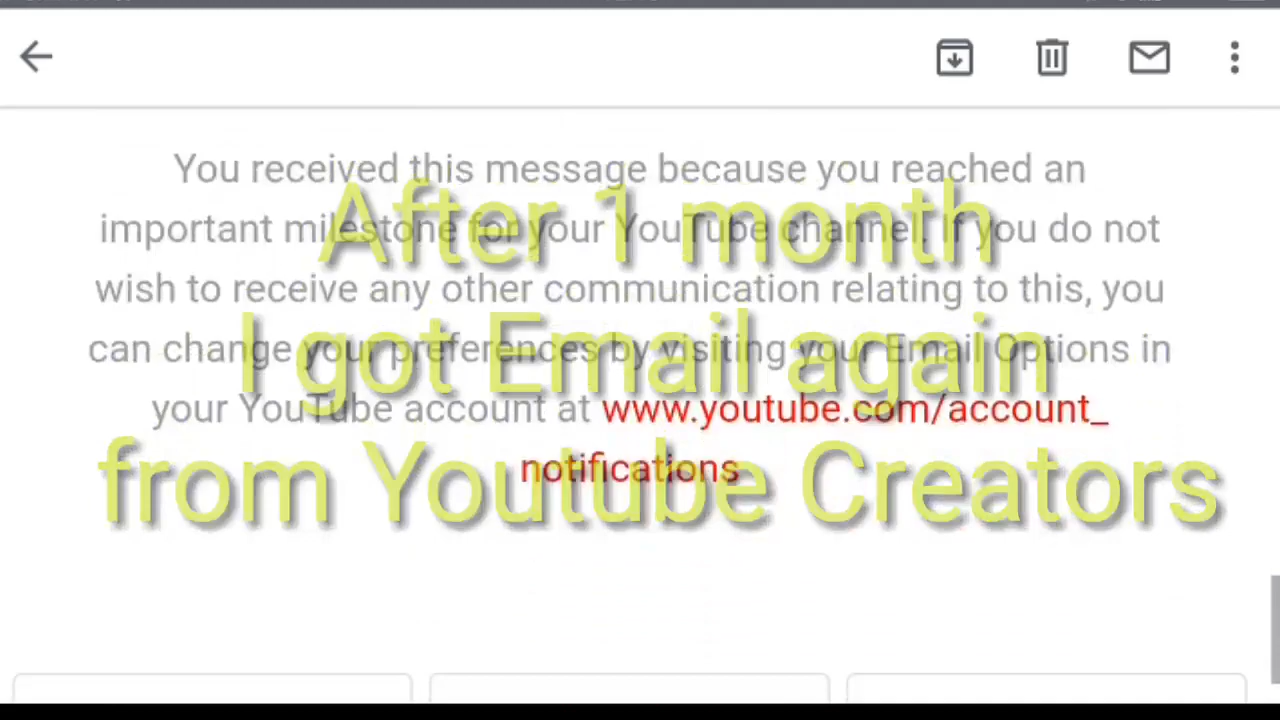 You received this message because you reached an
important milestone for your YouTube channel. If you do not
wish to receive any other communication relating to this, you
can change your preferences by visiting your Email Options in
your YouTube account at www.youtube.com/account_
notifications
After 1 month
I got Email again
from Youtube Creators